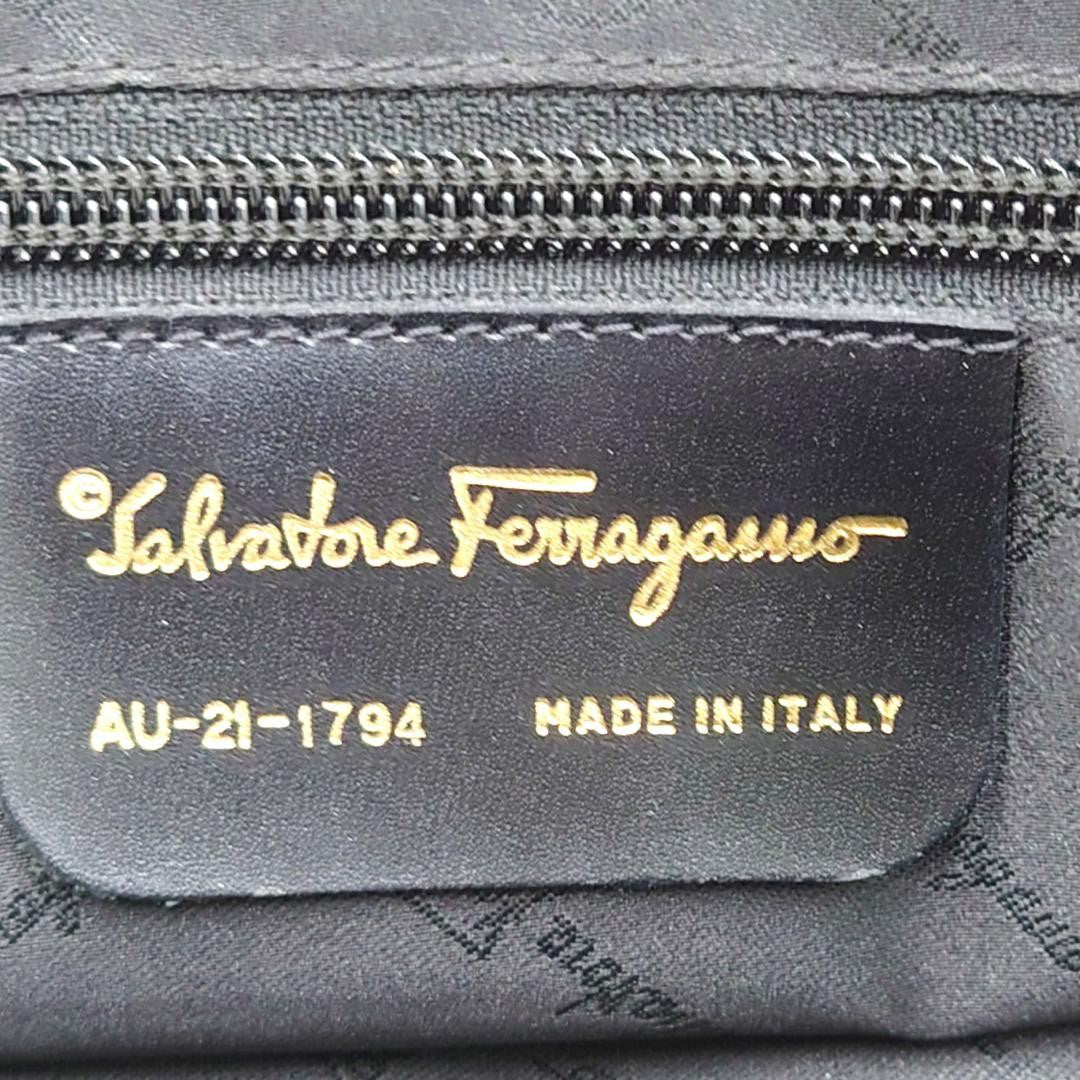 © Salvatore Ferragamo
AU-21-1794 MADE IN ITALY